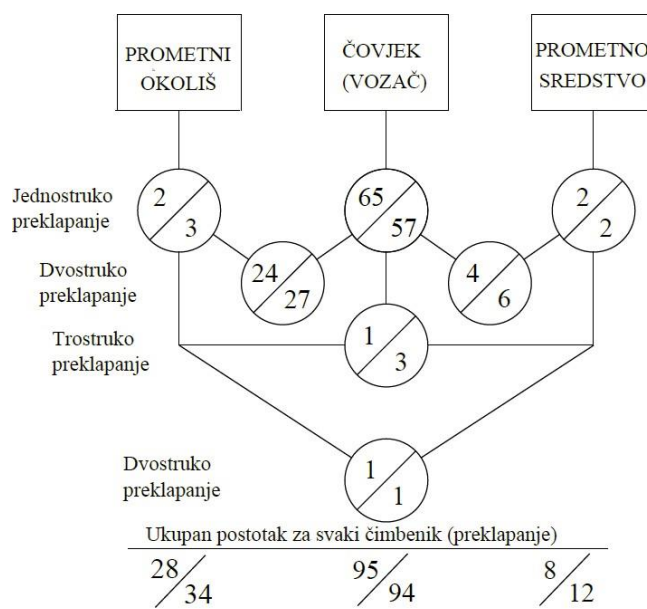 PROMETNI
OKOLIŠ
ČOVJEK
(VOZAČ)
PROMETNO
SREDSTVO
Jednostruko
preklapanje
2
3
65
57
2
2
Dvostruko
preklapanje
24
27
4
6
Trostruko
preklapanje
1
3
Dvostruko
preklapanje
1
1
Ukupan postotak za svaki čimbenik (preklapanje)
28
34
95
94
8
12